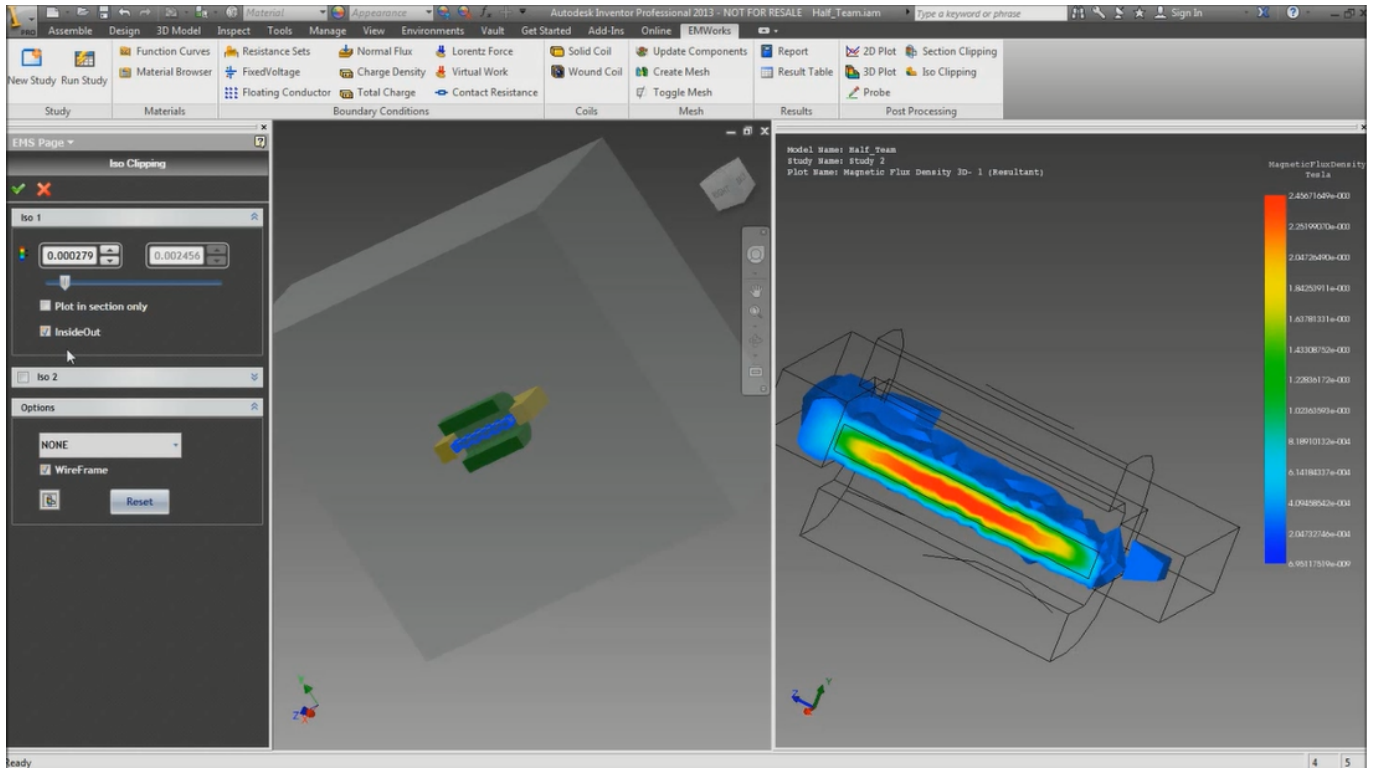 Material
Appearance
Autodesk Inventor Professional 2013 - NOT FOR RESALE Half_Team.iam
Type a keyword or phrase
Sign In
PRO
Assemble Design 3D Model Inspect Tools Manage View Environments Vault Get Started Add-Ins Online EMWorks
Function Curves Resistance Sets Normal Flux Lorentz Force Solid Coil Update Components Report 2D Plot Section Clipping
New Study Run Study Material Browser FixedVoltage Charge Density Virtual Work Wound Coil Create Mesh Result Table 3D Plot Iso Clipping
Floating Conductor Total Charge Contact Resistance Toggle Mesh Probe
Study Materials Boundary Conditions Coils Mesh Results Post Processing
EMS Page
Iso Clipping
Iso 1
0.000279 0.002456
Plot in section only
InsideOut
Iso 2
Options
NONE
WireFrame
Reset
Y
Z
X
Model Name: Half_Team
Study Name: Study 2
Plot Name: Magnetic Flux Density 3D- 1 (Resultant)
MagneticFluxDensity
Tesla
2.45671649e-003
2.25199070e-003
2.04726490e-003
1.84253911e-003
1.63781331e-003
1.43308752e-003
1.22836172e-003
1.02363593e-003
8.18910132e-004
6.14184337e-004
4.09458542e-004
2.04732746e-004
6.95117519e-009
Y
Z
Ready
4 5